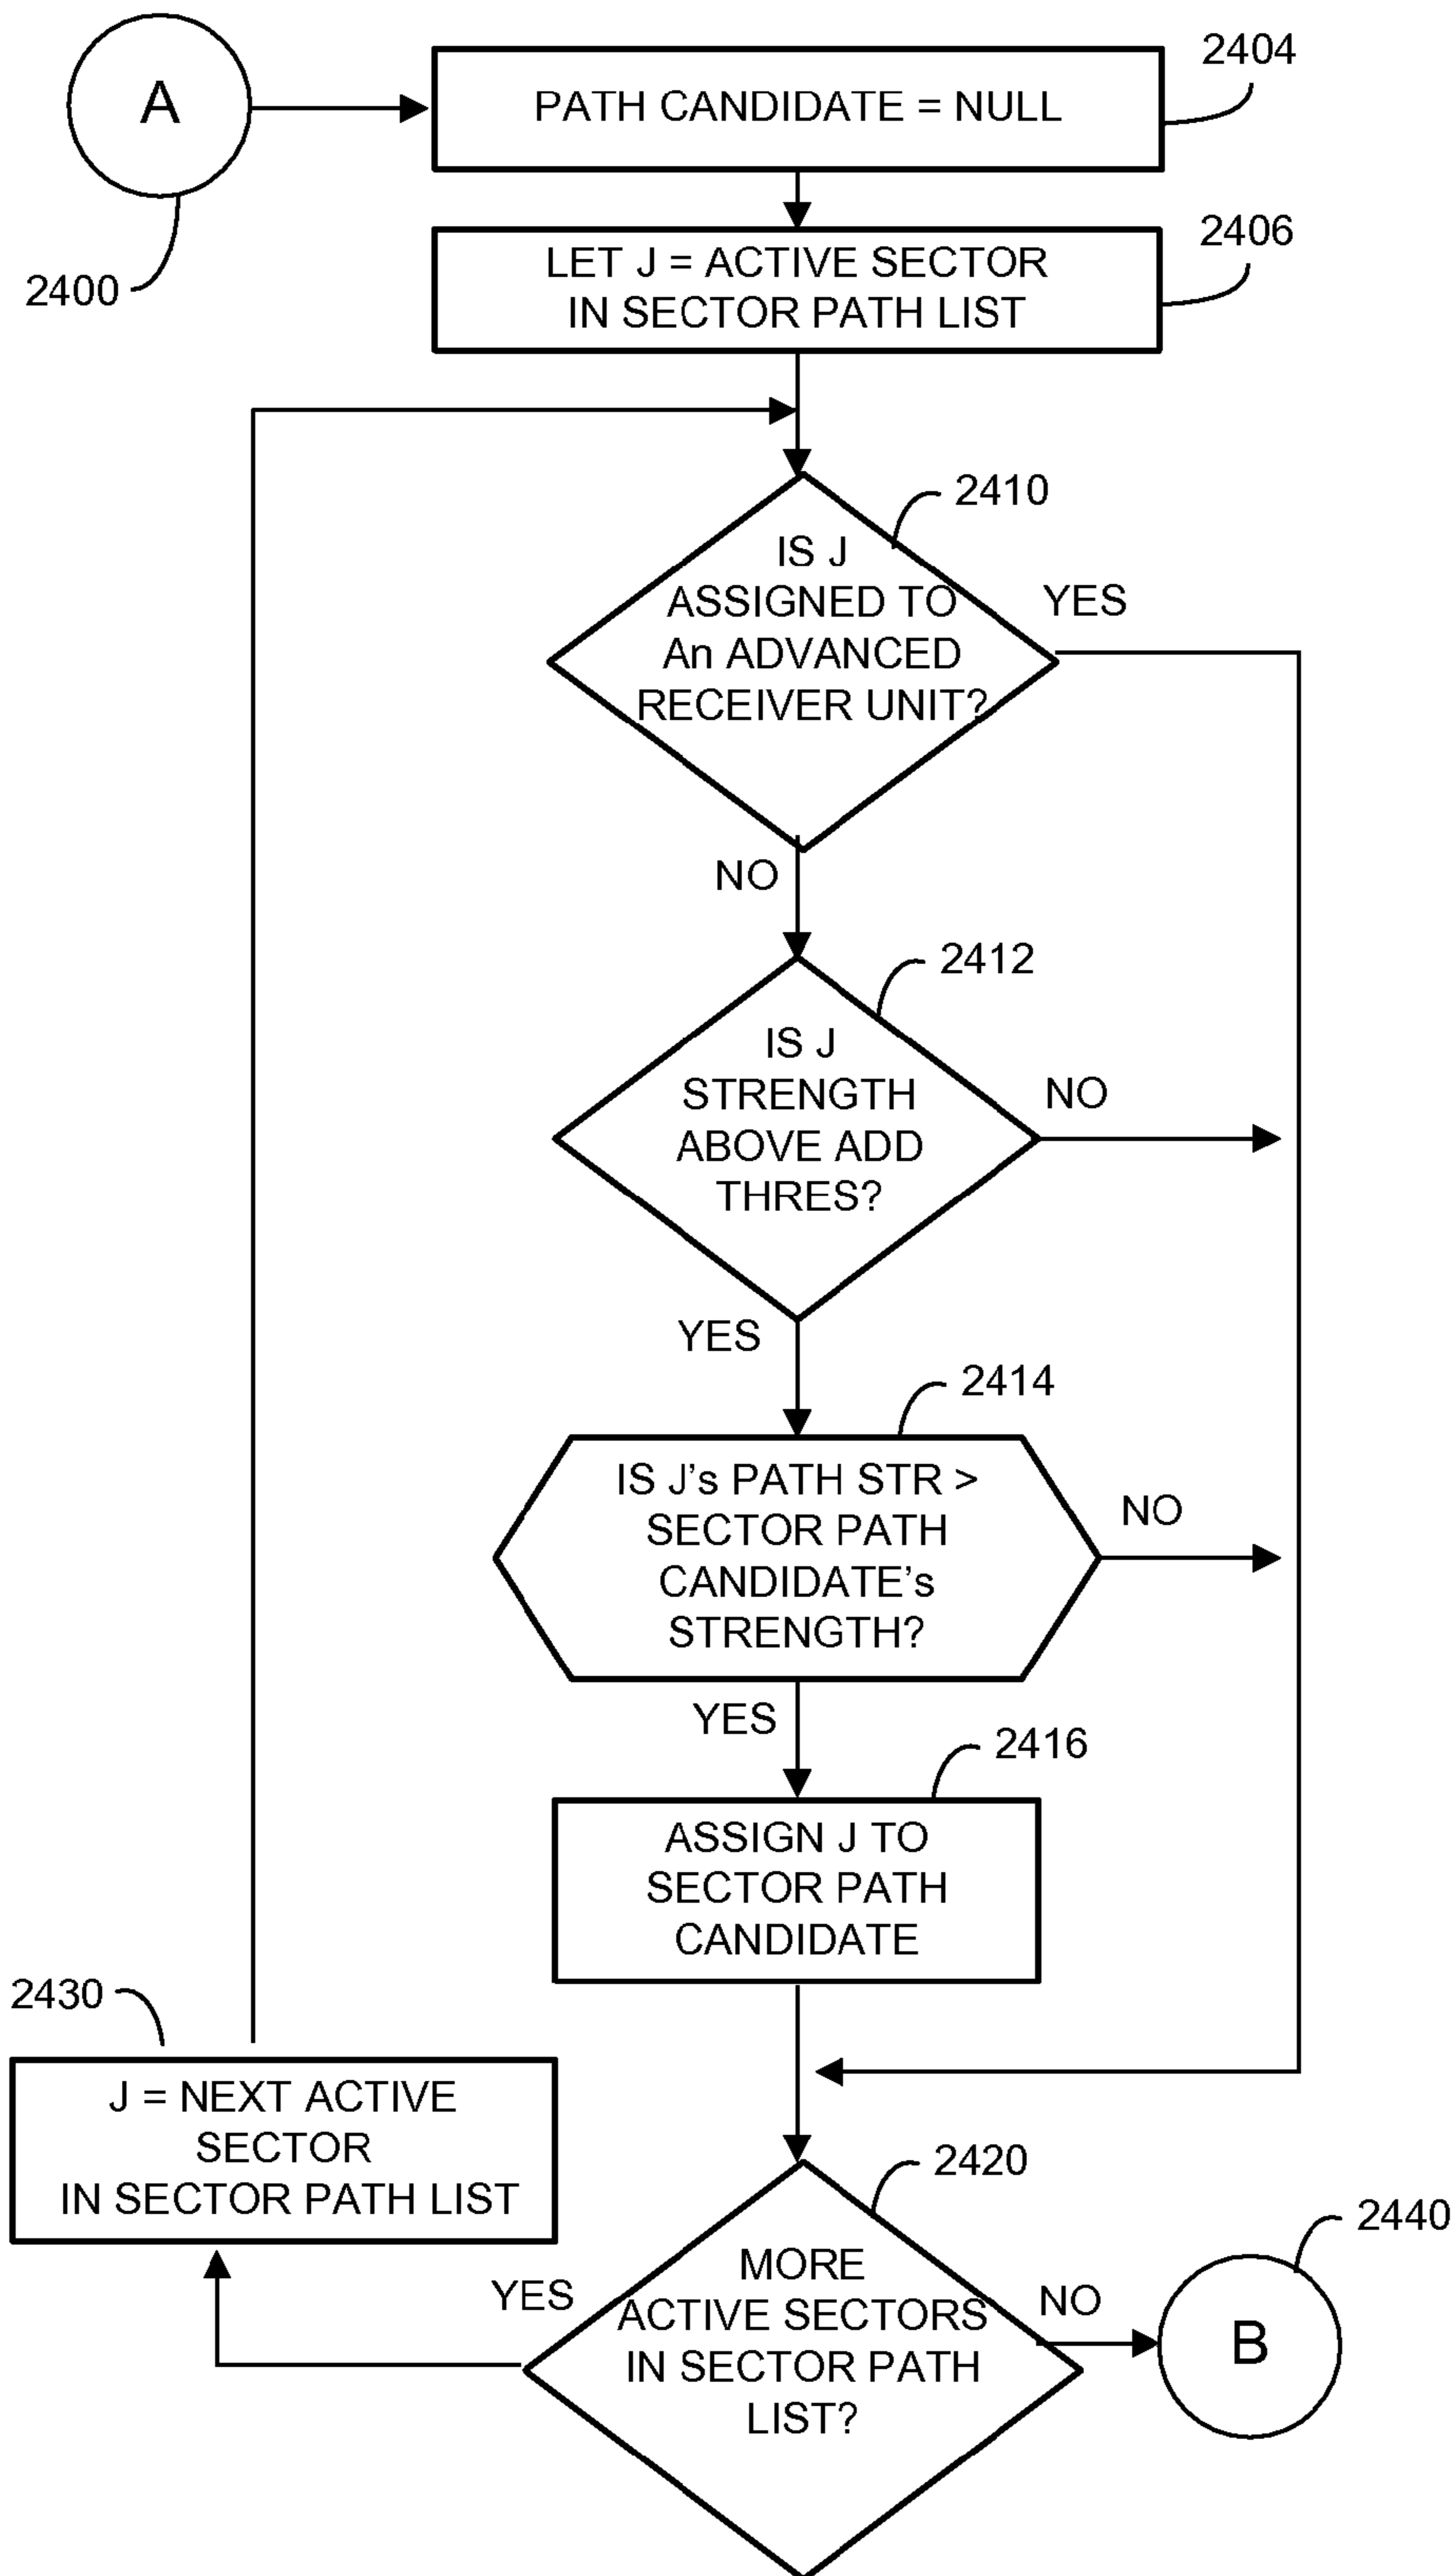 A
PATH CANDIDATE = NULL
2404
2400
LET J = ACTIVE SECTOR
IN SECTOR PATH LIST
2406
2410
IS J
ASSIGNED TO
An ADVANCED
RECEIVER UNIT?
YES
NO
2412
IS J
STRENGTH
ABOVE ADD
THRES?
NO
YES
2414
IS J's PATH STR >
SECTOR PATH
CANDIDATE's
STRENGTH?
NO
YES
2416
ASSIGN J TO
SECTOR PATH
CANDIDATE
2430
J = NEXT ACTIVE
SECTOR
IN SECTOR PATH LIST
2420
MORE
ACTIVE SECTORS
IN SECTOR PATH
LIST?
YES
NO
2440
B